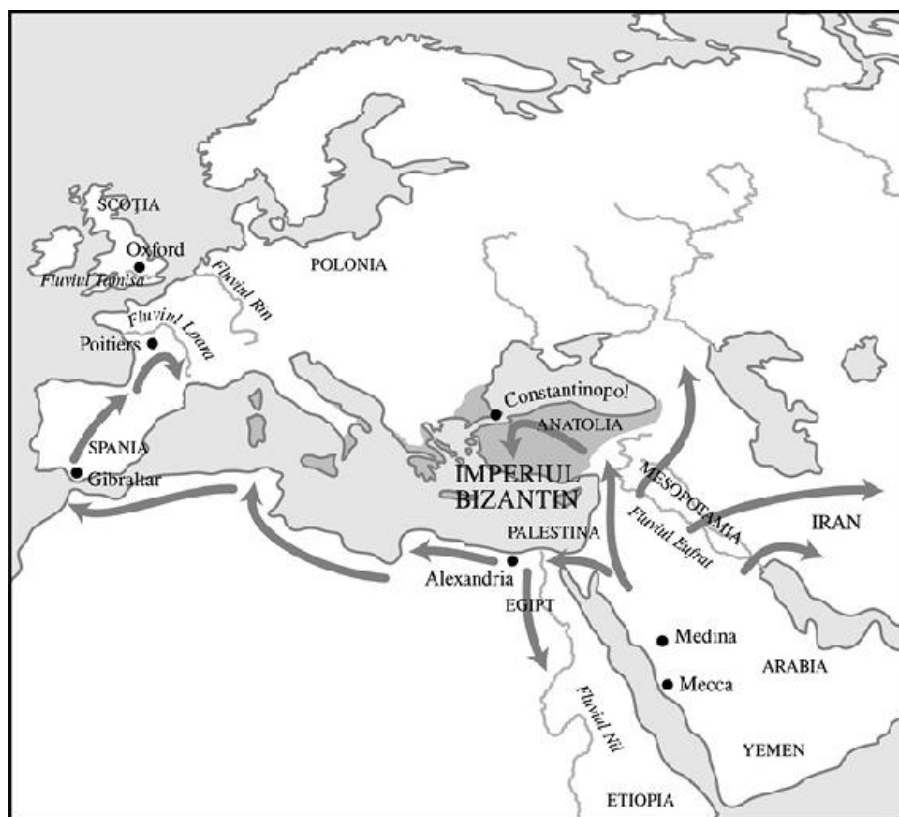 SCOŢIA
Oxford
Fluviul Tamisa
POLONIA
Fluviul Rin
Fluviul Loara
Poitiers
Constantinopol
ANATOLIA
SPANIA
Gibraltar
IMPERIUL
BIZANTIN
MESOPOTAMIA
IRAN
PALESTINA
Fluviul Eufrat
Alexandria
EGIPT
Medina
ARABIA
Mecca
Fluviul Nil
YEMEN
ETIOPIA